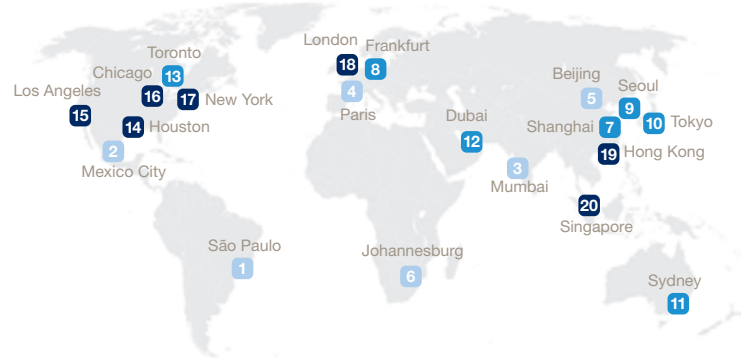 London
Toronto
Frankfurt
18
8
Chicago
13
Beijing
Los Angeles
16
17
New York
4
5
Seoul
15
Paris
Dubai
9
14
Houston
Shanghai
7
10
Tokyo
2
12
19
Hong Kong
Mexico City
3
Mumbai
20
Singapore
São Paulo
Johannesburg
1
6
Sydney
11